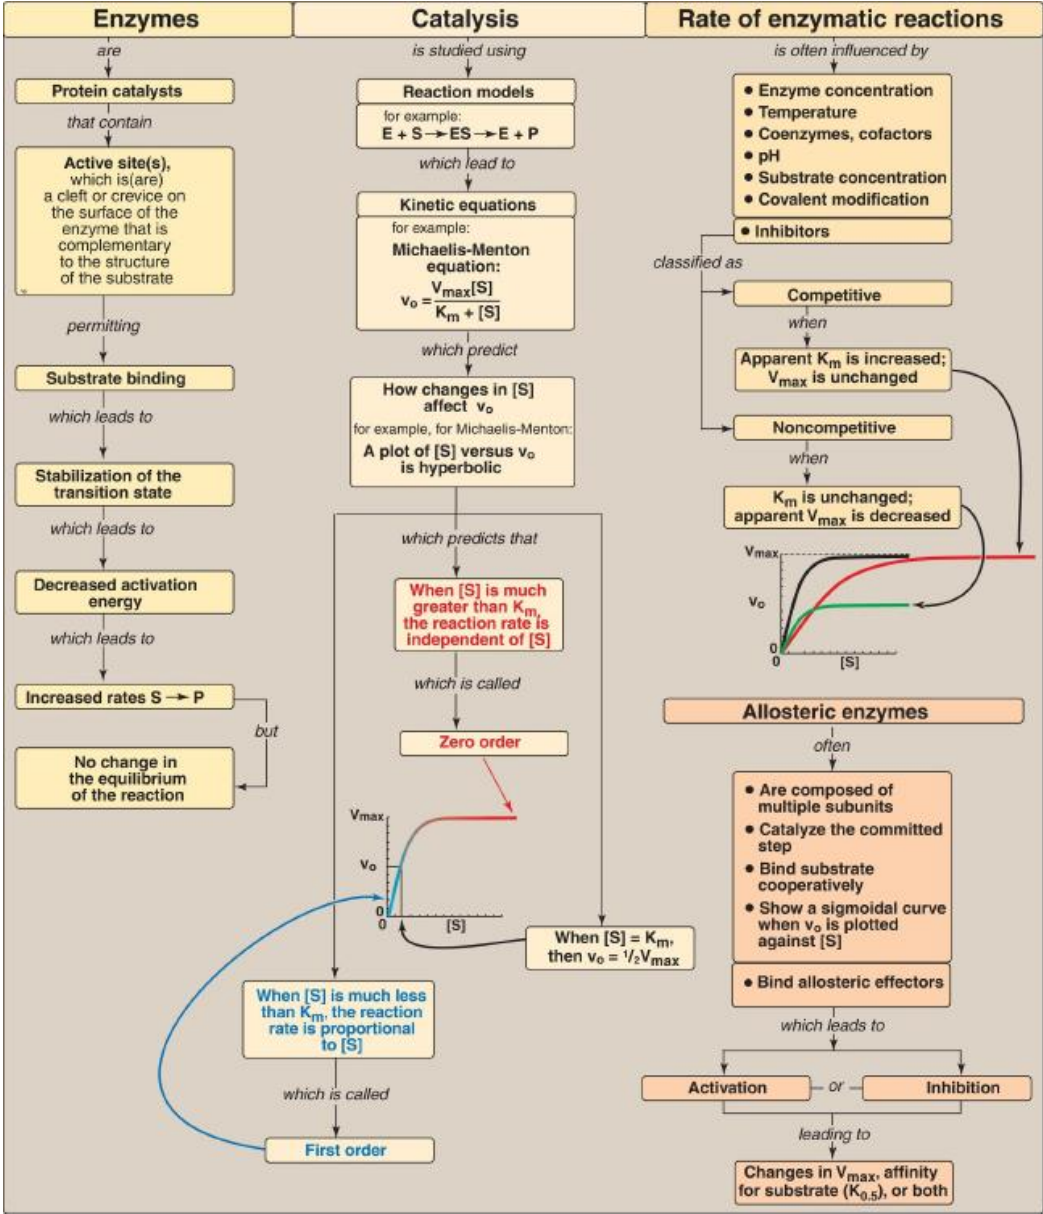 Enzymes
are
Protein catalysts
that contain
Active site(s),
which is(are)
a cleft or crevice on
the surface of the
enzyme that is
complementary
to the structure
of the substrate
permitting
Substrate binding
which leads to
Stabilization of the
transition state
which leads to
Decreased activation
energy
which leads to
Increased rates S → P
but
No change in
the equilibrium
of the reaction
Catalysis
is studied using
Reaction models
for example:
E + S → ES → E + P
which lead to
Kinetic equations
for example:
Michaelis-Menton
equation:
v₀ = Vmax[S] / Km + [S]
which predict
How changes in [S]
affect v₀
for example, for Michaelis-Menton:
A plot of [S] versus v₀
is hyperbolic
which predicts that
When [S] is much
greater than Km,
the reaction rate is
independent of [S]
which is called
Zero order
Vmax
v₀
0
0
[S]
When [S] = Km,
then v₀ = 1/2Vmax
When [S] is much less
than Km, the reaction
rate is proportional
to [S]
which is called
First order
Rate of enzymatic reactions
is often influenced by
• Enzyme concentration
• Temperature
• Coenzymes, cofactors
• pH
• Substrate concentration
• Covalent modification
• Inhibitors
classified as
Competitive
when
Apparent Km is increased;
Vmax is unchanged
Noncompetitive
when
Km is unchanged;
apparent Vmax is decreased
Vmax
v₀
0
0
[S]
Allosteric enzymes
often
• Are composed of
multiple subunits
• Catalyze the committed
step
• Bind substrate
cooperatively
• Show a sigmoidal curve
when v₀ is plotted
against [S]
• Bind allosteric effectors
which leads to
Activation
or
Inhibition
leading to
Changes in Vmax, affinity
for substrate (K0.5), or both